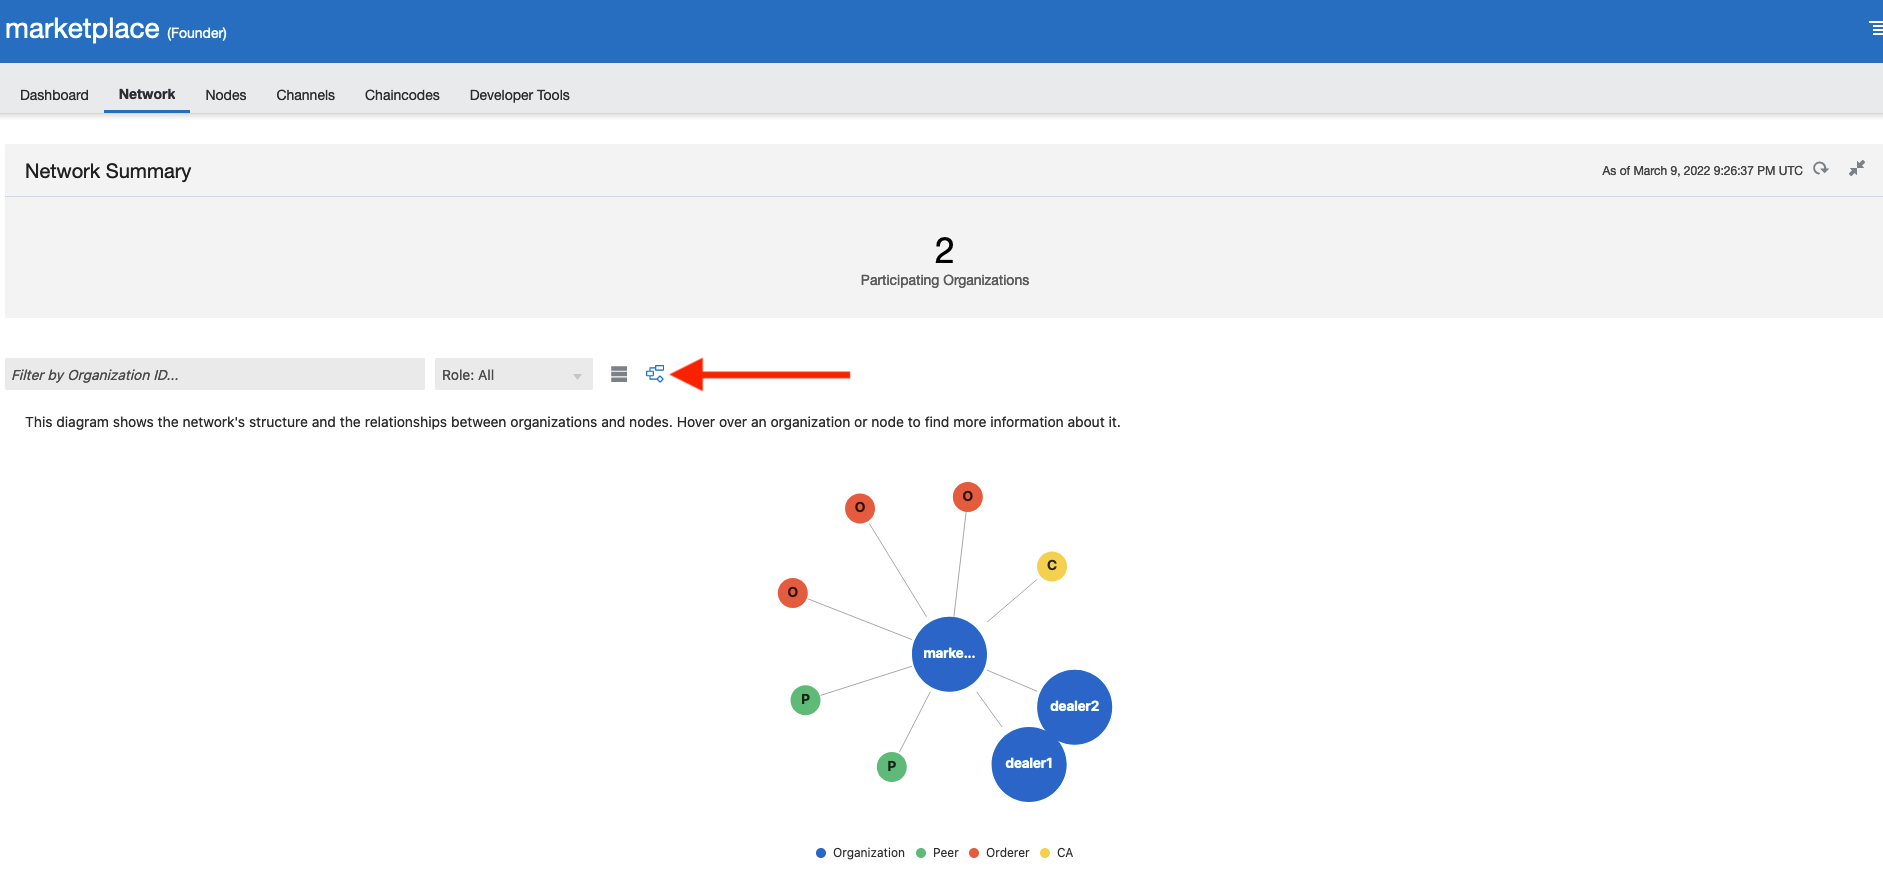 marketplace (Founder)
Dashboard Network Nodes Channels Chaincodes Developer Tools
Network Summary
As of March 9, 2022 9:26:37 PM UTC
2
Participating Organizations
Filter by Organization ID...
Role: All
This diagram shows the network's structure and the relationships between organizations and nodes. Hover over an organization or node to find more information about it.
O
O
C
O
marke...
P
dealer2
dealer1
P
Organization Peer Orderer CA